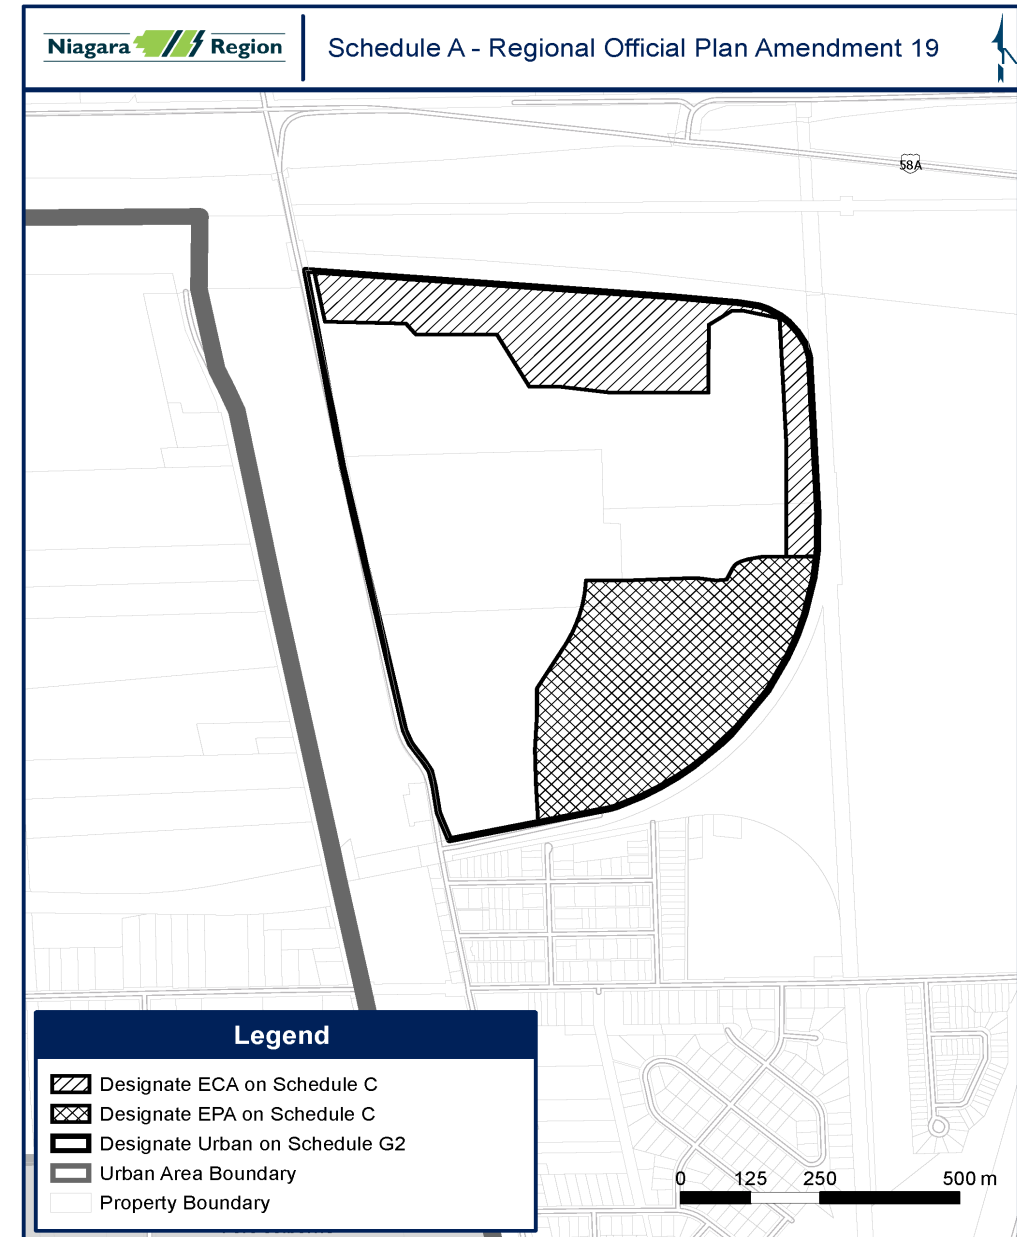 Niagara Region
Schedule A - Regional Official Plan Amendment 19
N
58A
Legend
Designate ECA on Schedule C
Designate EPA on Schedule C
Designate Urban on Schedule G2
Urban Area Boundary
Property Boundary
0 125 250 500 m